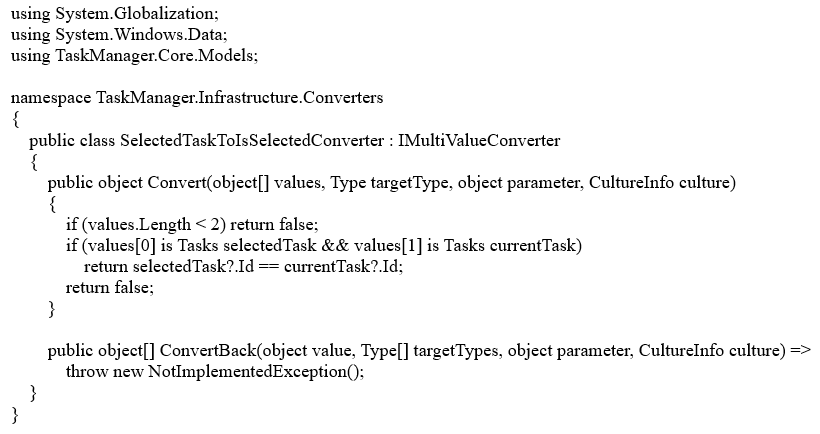 using System.Globalization;
using System.Windows.Data;
using TaskManager.Core.Models;

namespace TaskManager.Infrastructure.Converters
{
    public class SelectedTaskToIsSelectedConverter : IMultiValueConverter
    {
        public object Convert(object[] values, Type targetType, object parameter, CultureInfo culture)
        {
            if (values.Length < 2) return false;
            if (values[0] is Tasks selectedTask && values[1] is Tasks currentTask)
                return selectedTask?.Id == currentTask?.Id;
            return false;
        }

        public object[] ConvertBack(object value, Type[] targetTypes, object parameter, CultureInfo culture) =>
            throw new NotImplementedException();
    }
}